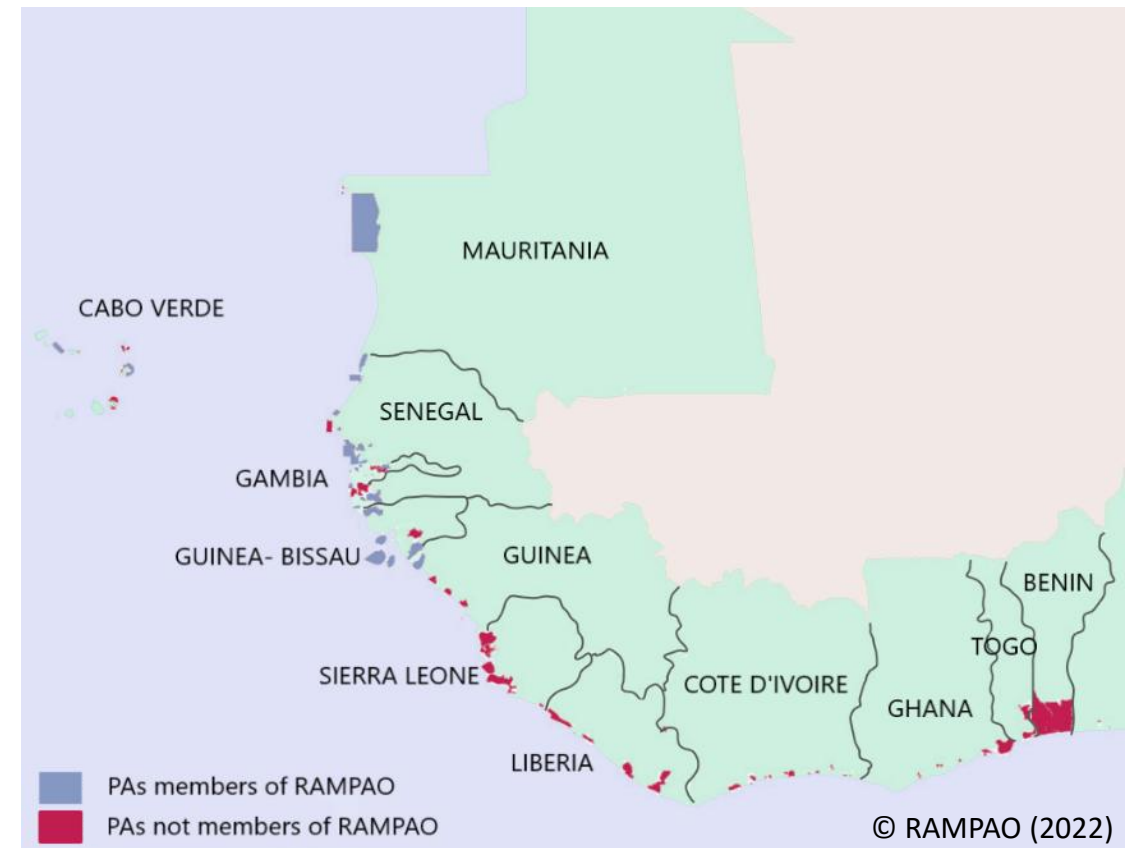 MAURITANIA
CABO VERDE
SENEGAL
GAMBIA
GUINEA- BISSAU
GUINEA
BENIN
TOGO
SIERRA LEONE
COTE D'IVOIRE
GHANA
LIBERIA
PAs members of RAMPAO
PAs not members of RAMPAO
© RAMPAO (2022)